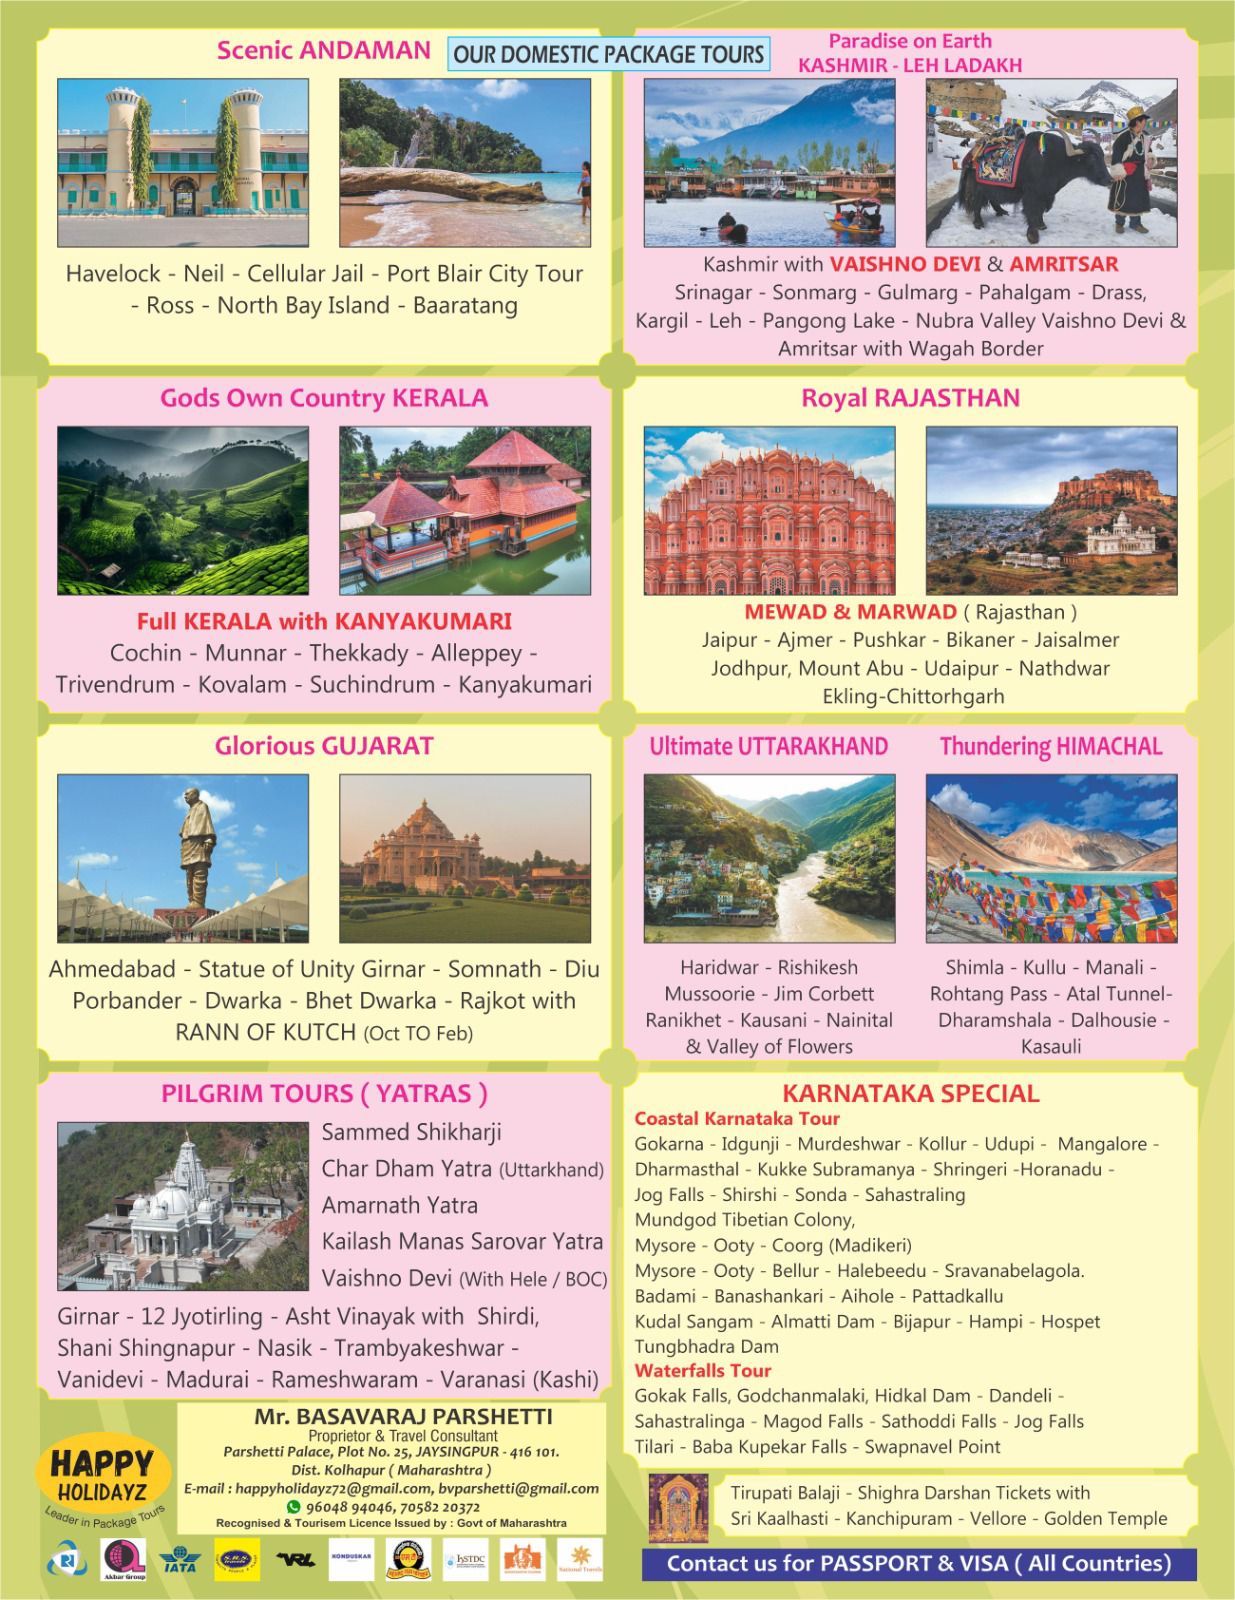 OUR DOMESTIC PACKAGE TOURS
Scenic ANDAMAN
Havelock - Neil - Cellular Jail - Port Blair City Tour
- Ross - North Bay Island - Baaratang
Paradise on Earth
KASHMIR - LEH LADAKH
Kashmir with VAISHNO DEVI & AMRITSAR
Srinagar - Sonmarg - Gulmarg - Pahalgam - Drass,
Kargil - Leh - Pangong Lake - Nubra Valley Vaishno Devi &
Amritsar with Wagah Border
Gods Own Country KERALA
Full KERALA with KANYAKUMARI
Cochin - Munnar - Thekkady - Alleppey -
Trivendrum - Kovalam - Suchindrum - Kanyakumari
Royal RAJASTHAN
MEWAD & MARWAD ( Rajasthan )
Jaipur - Ajmer - Pushkar - Bikaner - Jaisalmer
Jodhpur, Mount Abu - Udaipur - Nathdwar
Ekling-Chittorhgarh
Glorious GUJARAT
Ahmedabad - Statue of Unity Girnar - Somnath - Diu
Porbander - Dwarka - Bhet Dwarka - Rajkot with
RANN OF KUTCH (Oct TO Feb)
Ultimate UTTARAKHAND
Haridwar - Rishikesh
Mussoorie - Jim Corbett
Ranikhet - Kausani - Nainital
& Valley of Flowers
Thundering HIMACHAL
Shimla - Kullu - Manali -
Rohtang Pass - Atal Tunnel-
Dharamshala - Dalhousie -
Kasauli
PILGRIM TOURS ( YATRAS )
Sammed Shikharji
Char Dham Yatra (Uttarkhand)
Amarnath Yatra
Kailash Manas Sarovar Yatra
Vaishno Devi (With Hele / BOC)
Girnar - 12 Jyotirling - Asht Vinayak with Shirdi,
Shani Shingnapur - Nasik - Trambyakeshwar -
Vanidevi - Madurai - Rameshwaram - Varanasi (Kashi)
KARNATAKA SPECIAL
Coastal Karnataka Tour
Gokarna - Idgunji - Murdeshwar - Kollur - Udupi - Mangalore -
Dharmasthal - Kukke Subramanya - Shringeri -Horanadu -
Jog Falls - Shirshi - Sonda - Sahastraling
Mundgod Tibetian Colony,
Mysore - Ooty - Coorg (Madikeri)
Mysore - Ooty - Bellur - Halebeedu - Sravanabelagola.
Badami - Banashankari - Aihole - Pattadkallu
Kudal Sangam - Almatti Dam - Bijapur - Hampi - Hospet
Tungbhadra Dam
Waterfalls Tour
Gokak Falls, Godchanmalaki, Hidkal Dam - Dandeli -
Sahastralinga - Magod Falls - Sathoddi Falls - Jog Falls
Tilari - Baba Kupekar Falls - Swapnavel Point
HAPPY
HOLIDAYZ
Leader in Package Tours
Mr. BASAVARAJ PARSHETTI
Proprietor & Travel Consultant
Parshetti Palace, Plot No. 25, JAYSINGPUR - 416 101.
Dist. Kolhapur ( Maharashtra )
E-mail : happyholidayz72@gmail.com, bvparshetti@gmail.com
96048 94046, 70582 20372
Recognised & Tourisem Licence Issued by : Govt of Maharashtra
Akbar Group
IATA
SRS
VRL
KONDUSKAR
KSTDC
National Travels
Tirupati Balaji - Shighra Darshan Tickets with
Sri Kaalhasti - Kanchipuram - Vellore - Golden Temple
Contact us for PASSPORT & VISA ( All Countries)